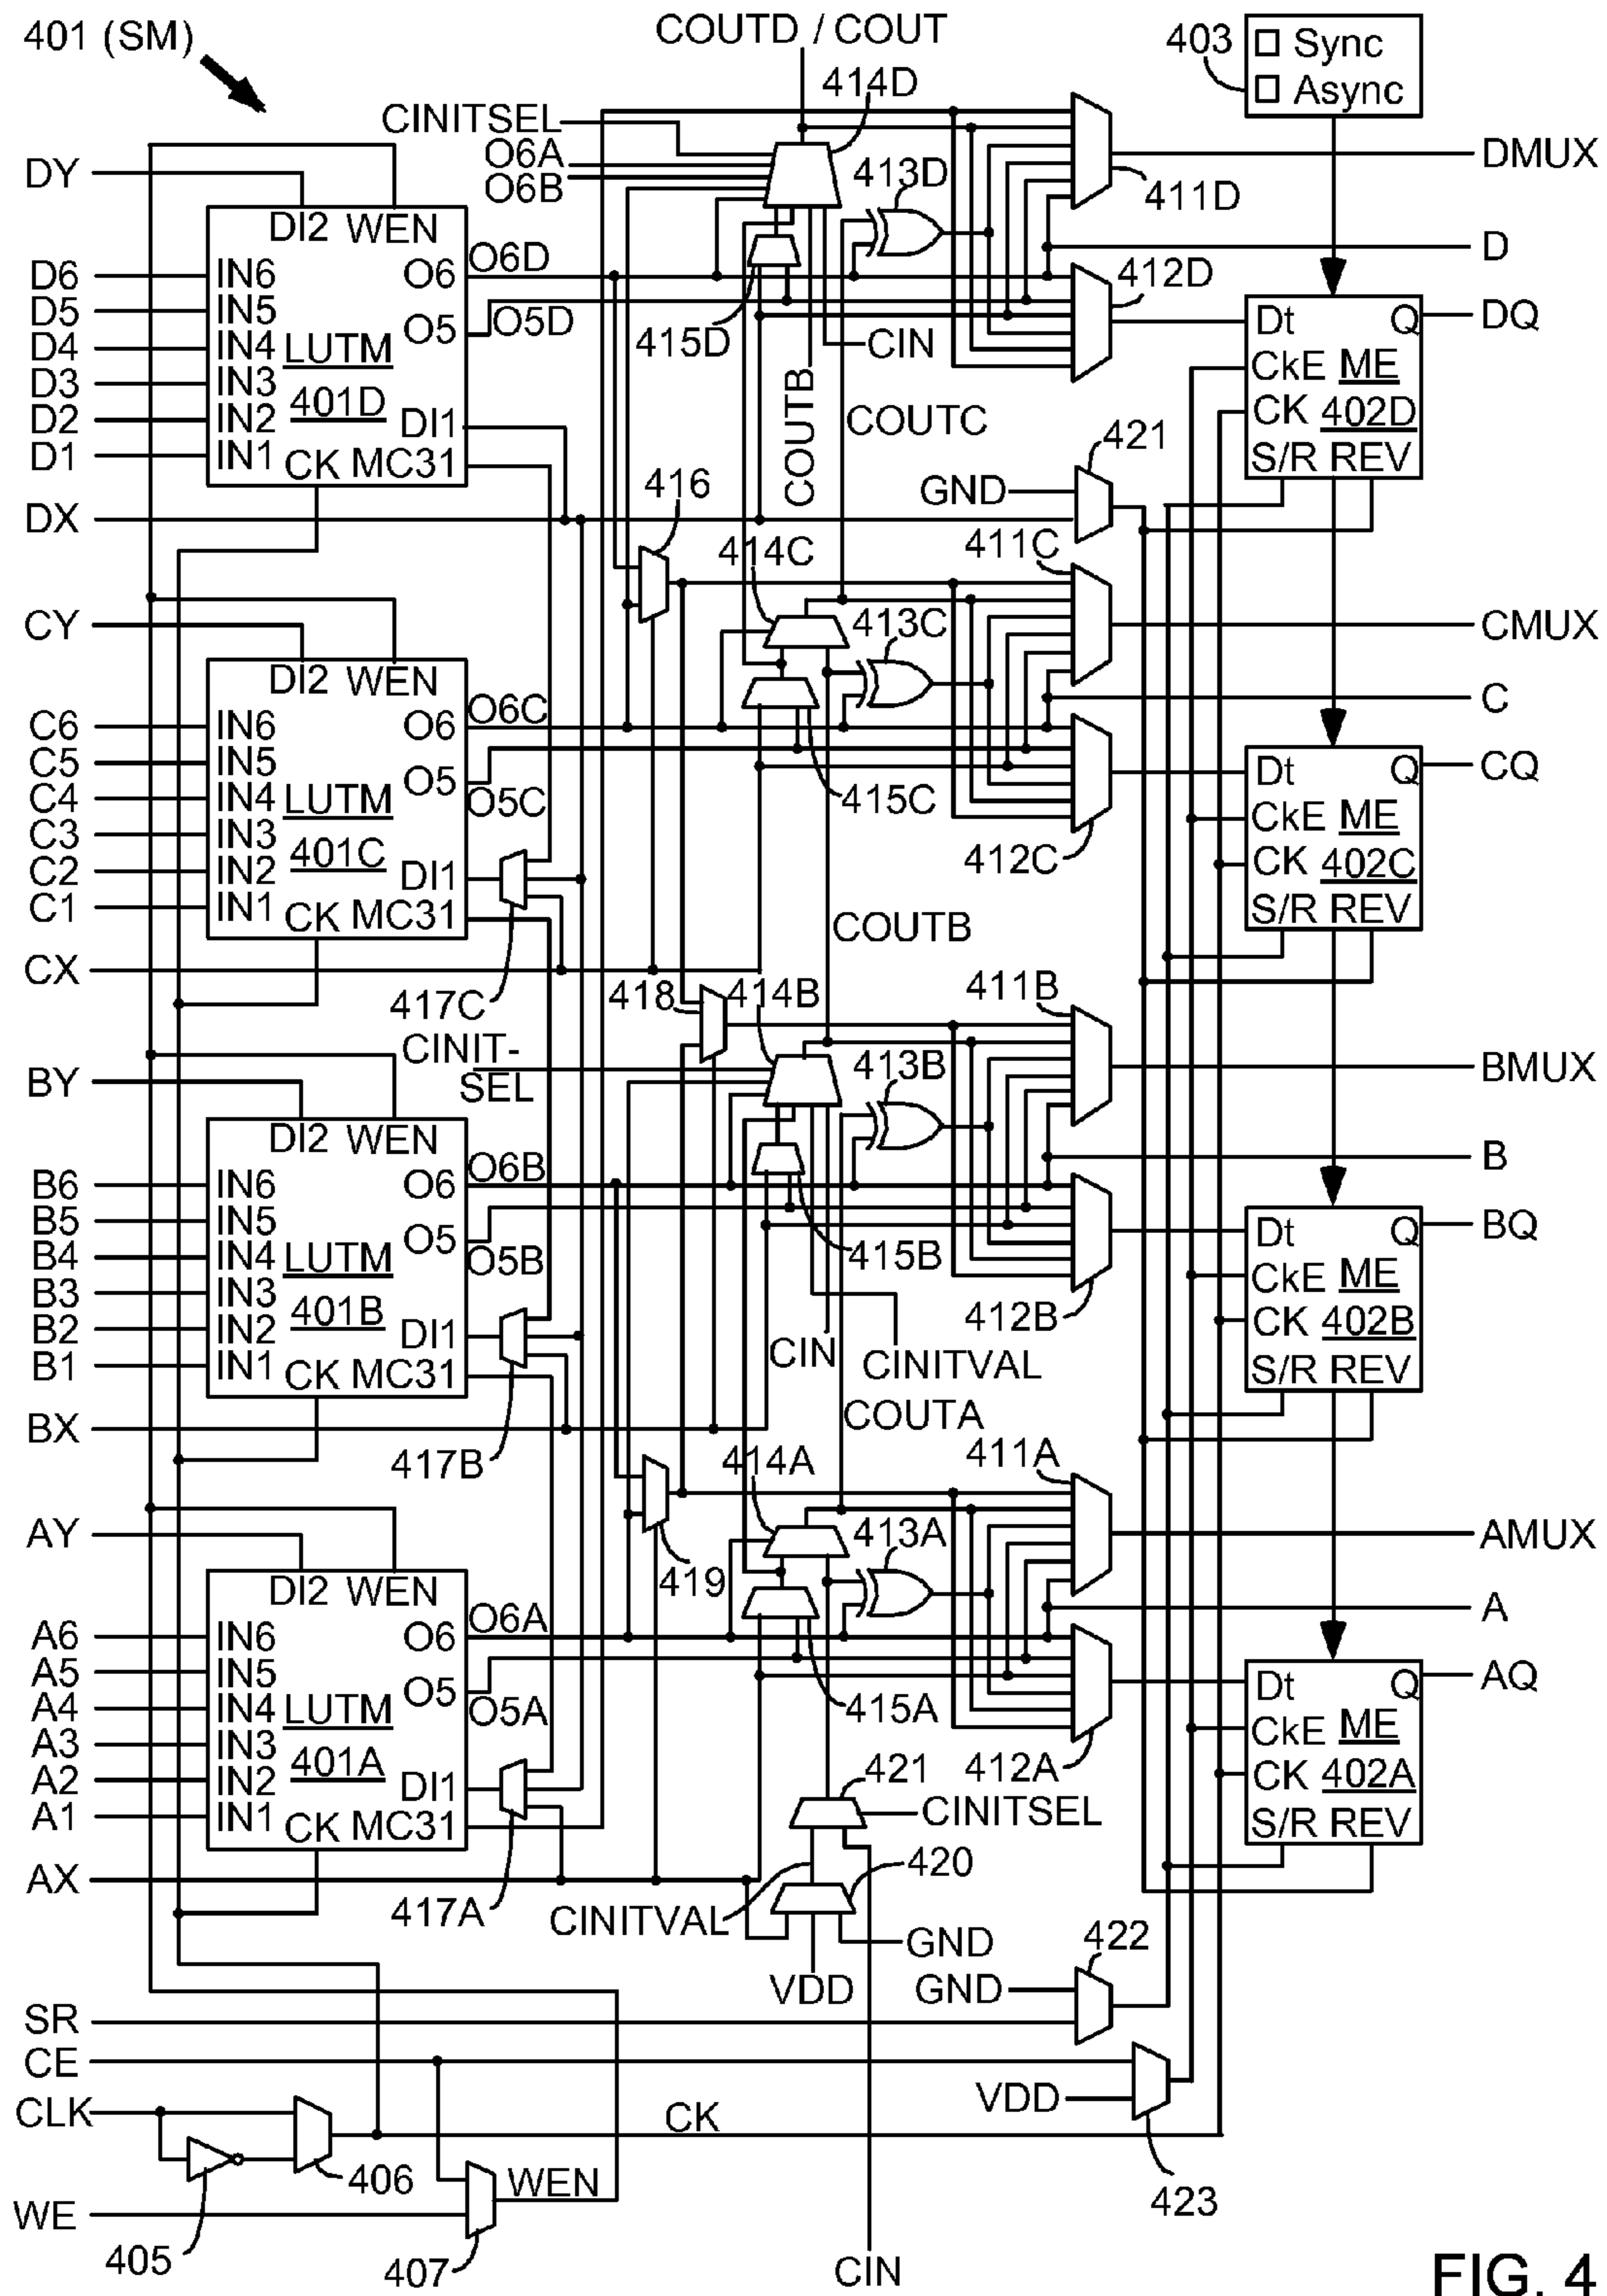 401 (SM)
COUTD / COUT
403
Sync
Async
414D
CINITSEL
O6A
O6B
413D
DMUX
411D
DY
DI2 WEN
D6
D5
D4
D3
D2
D1
IN6
IN5
IN4
IN3
IN2
IN1
LUTM
401D
O6
O5
DI1
CK MC31
O6D
O5D
415D
CIN
COUTB
COUTC
412D
D
DQ
Dt
Q
CkE ME
CK 402D
S/R REV
421
GND
DX
416
414C
411C
413C
CMUX
CY
DI2 WEN
C6
C5
C4
C3
C2
C1
IN6
IN5
IN4
IN3
IN2
IN1
LUTM
401C
O6
O5
DI1
CK MC31
O6C
O5C
415C
412C
C
CQ
Dt
Q
CkE ME
CK 402C
S/R REV
COUTB
CX
417C
418
414B
411B
CINIT-
SEL
413B
BMUX
BY
DI2 WEN
B6
B5
B4
B3
B2
B1
IN6
IN5
IN4
IN3
IN2
IN1
LUTM
401B
O6
O5
DI1
CK MC31
O6B
O5B
415B
412B
B
BQ
Dt
Q
CkE ME
CK 402B
S/R REV
CIN
CINITVAL
COUTA
BX
417B
414A
411A
413A
AMUX
419
AY
DI2 WEN
A6
A5
A4
A3
A2
A1
IN6
IN5
IN4
IN3
IN2
IN1
LUTM
401A
O6
O5
DI1
CK MC31
O6A
O5A
415A
412A
A
AQ
Dt
Q
CkE ME
CK 402A
S/R REV
421
CINITSEL
420
AX
417A
CINITVAL
GND
VDD
GND
422
SR
CE
VDD
CLK
CK
406
WEN
423
WE
405
407
CIN
FIG. 4